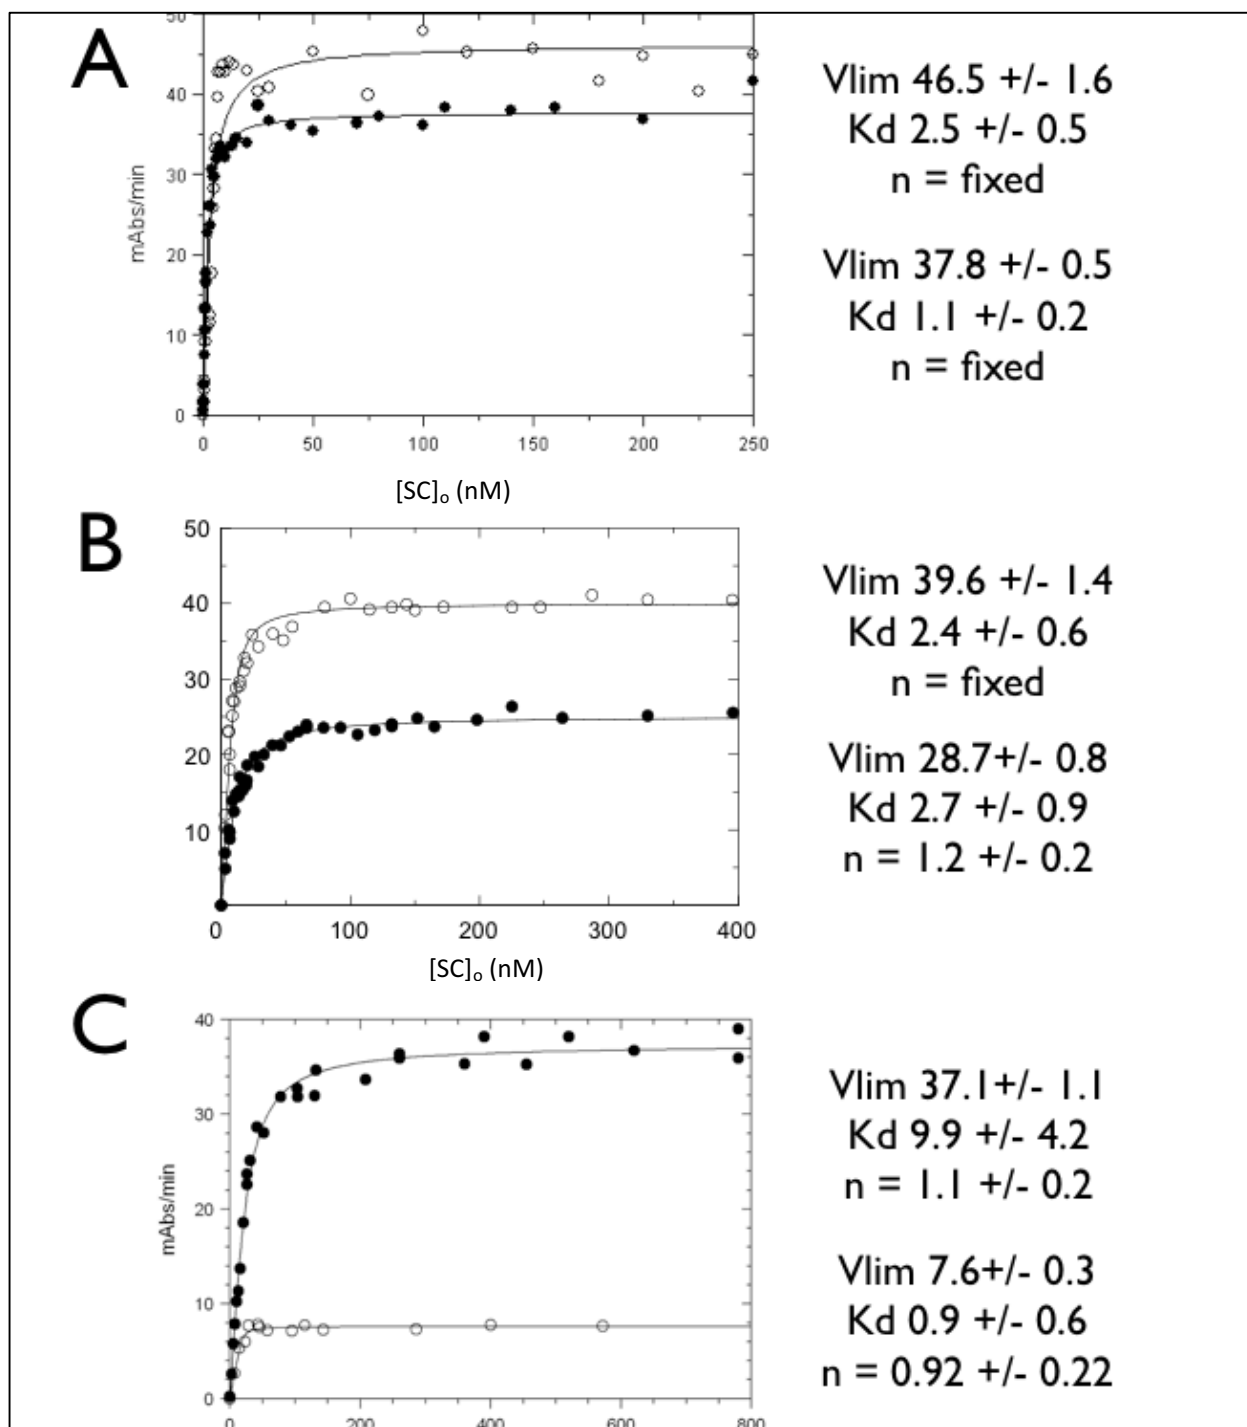 A
50
40
30
20
10
0
mAbs/min
0 50 100 150 200 250
[SC]o (nM)
Vlim 46.5 +/- 1.6
Kd 2.5 +/- 0.5
n = fixed
Vlim 37.8 +/- 0.5
Kd 1.1 +/- 0.2
n = fixed
B
50
40
30
20
10
0 100 200 300 400
[SC]o (nM)
Vlim 39.6 +/- 1.4
Kd 2.4 +/- 0.6
n = fixed
Vlim 28.7+/- 0.8
Kd 2.7 +/- 0.9
n = 1.2 +/- 0.2
C
40
30
20
10
0
mAbs/min
0 200 400 600 800
Vlim 37.1+/- 1.1
Kd 9.9 +/- 4.2
n = 1.1 +/- 0.2
Vlim 7.6+/- 0.3
Kd 0.9 +/- 0.6
n = 0.92 +/- 0.22